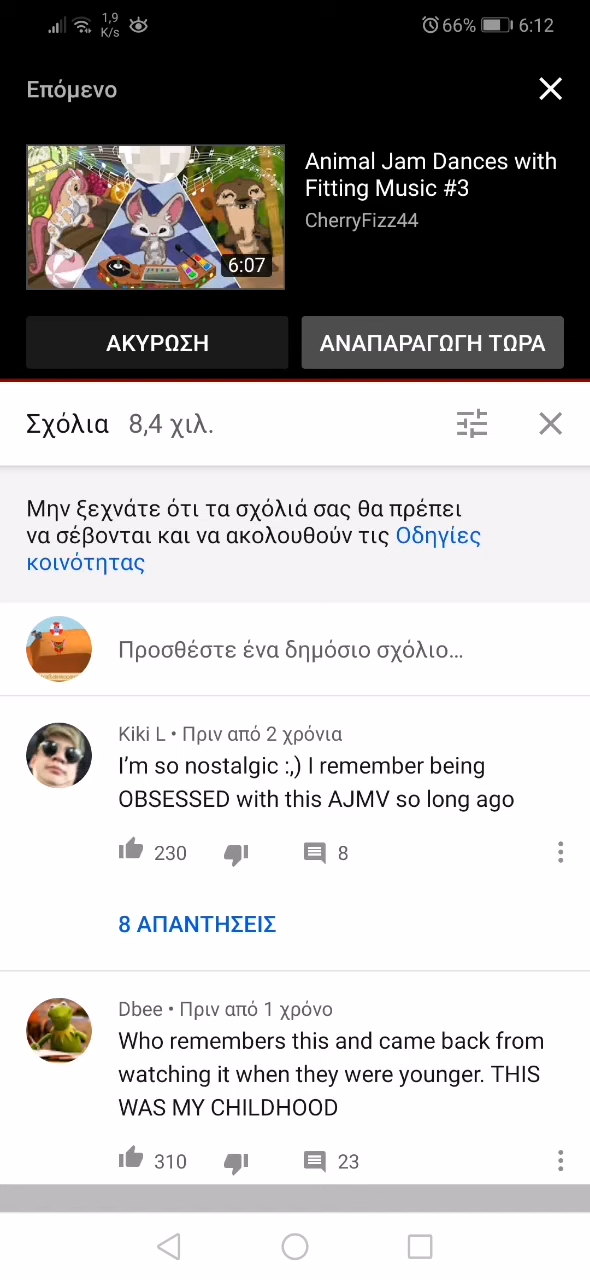 1,9
K/s
66%
6:12
Επόμενο
Animal Jam Dances with
Fitting Music #3
CherryFizz44
6:07
ΑΚΥΡΩΣΗ
ΑΝΑΠΑΡΑΓΩΓΗ ΤΩΡΑ
Σχόλια 8,4 χιλ.
Μην ξεχνάτε ότι τα σχόλιά σας θα πρέπει
να σέβονται και να ακολουθούν τις Οδηγίες
κοινότητας
Προσθέστε ένα δημόσιο σχόλιο...
Kiki L • Πριν από 2 χρόνια
I'm so nostalgic :,) I remember being
OBSESSED with this AJMV so long ago
230
8
8 ΑΠΑΝΤΗΣΕΙΣ
Dbee • Πριν από 1 χρόνο
Who remembers this and came back from
watching it when they were younger. THIS
WAS MY CHILDHOOD
310
23